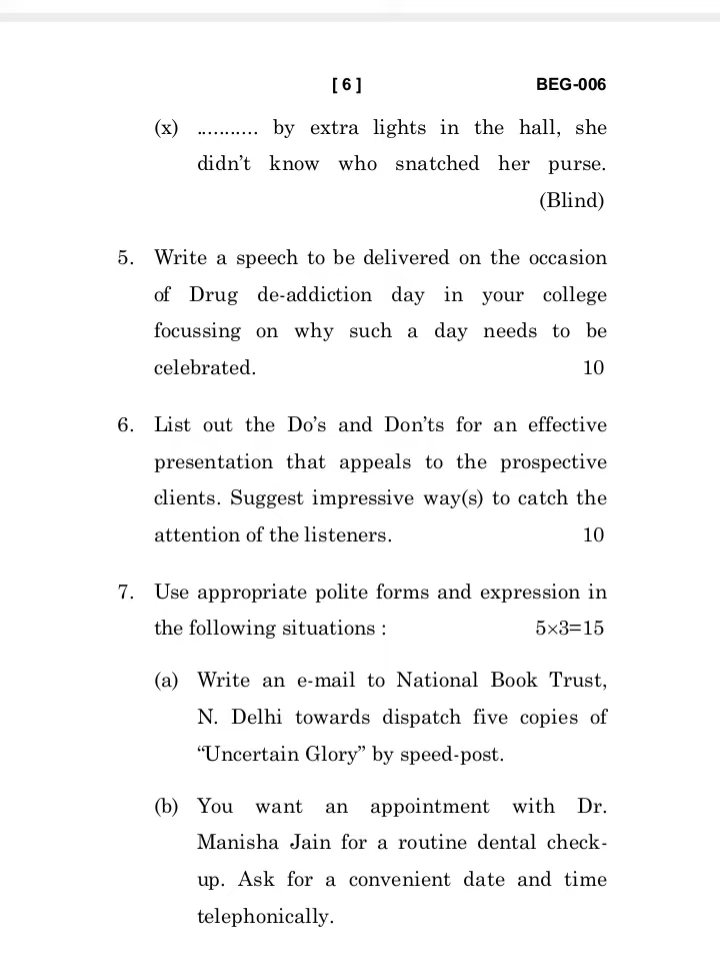 [ 6 ] BEG-006
(x) ........... by extra lights in the hall, she
didn’t know who snatched her purse.
(Blind)
5. Write a speech to be delivered on the occasion
of Drug de-addiction day in your college
focussing on why such a day needs to be
celebrated. 10
6. List out the Do’s and Don’ts for an effective
presentation that appeals to the prospective
clients. Suggest impressive way(s) to catch the
attention of the listeners. 10
7. Use appropriate polite forms and expression in
the following situations : 5×3=15
(a) Write an e-mail to National Book Trust,
N. Delhi towards dispatch five copies of
“Uncertain Glory” by speed-post.
(b) You want an appointment with Dr.
Manisha Jain for a routine dental check-
up. Ask for a convenient date and time
telephonically.